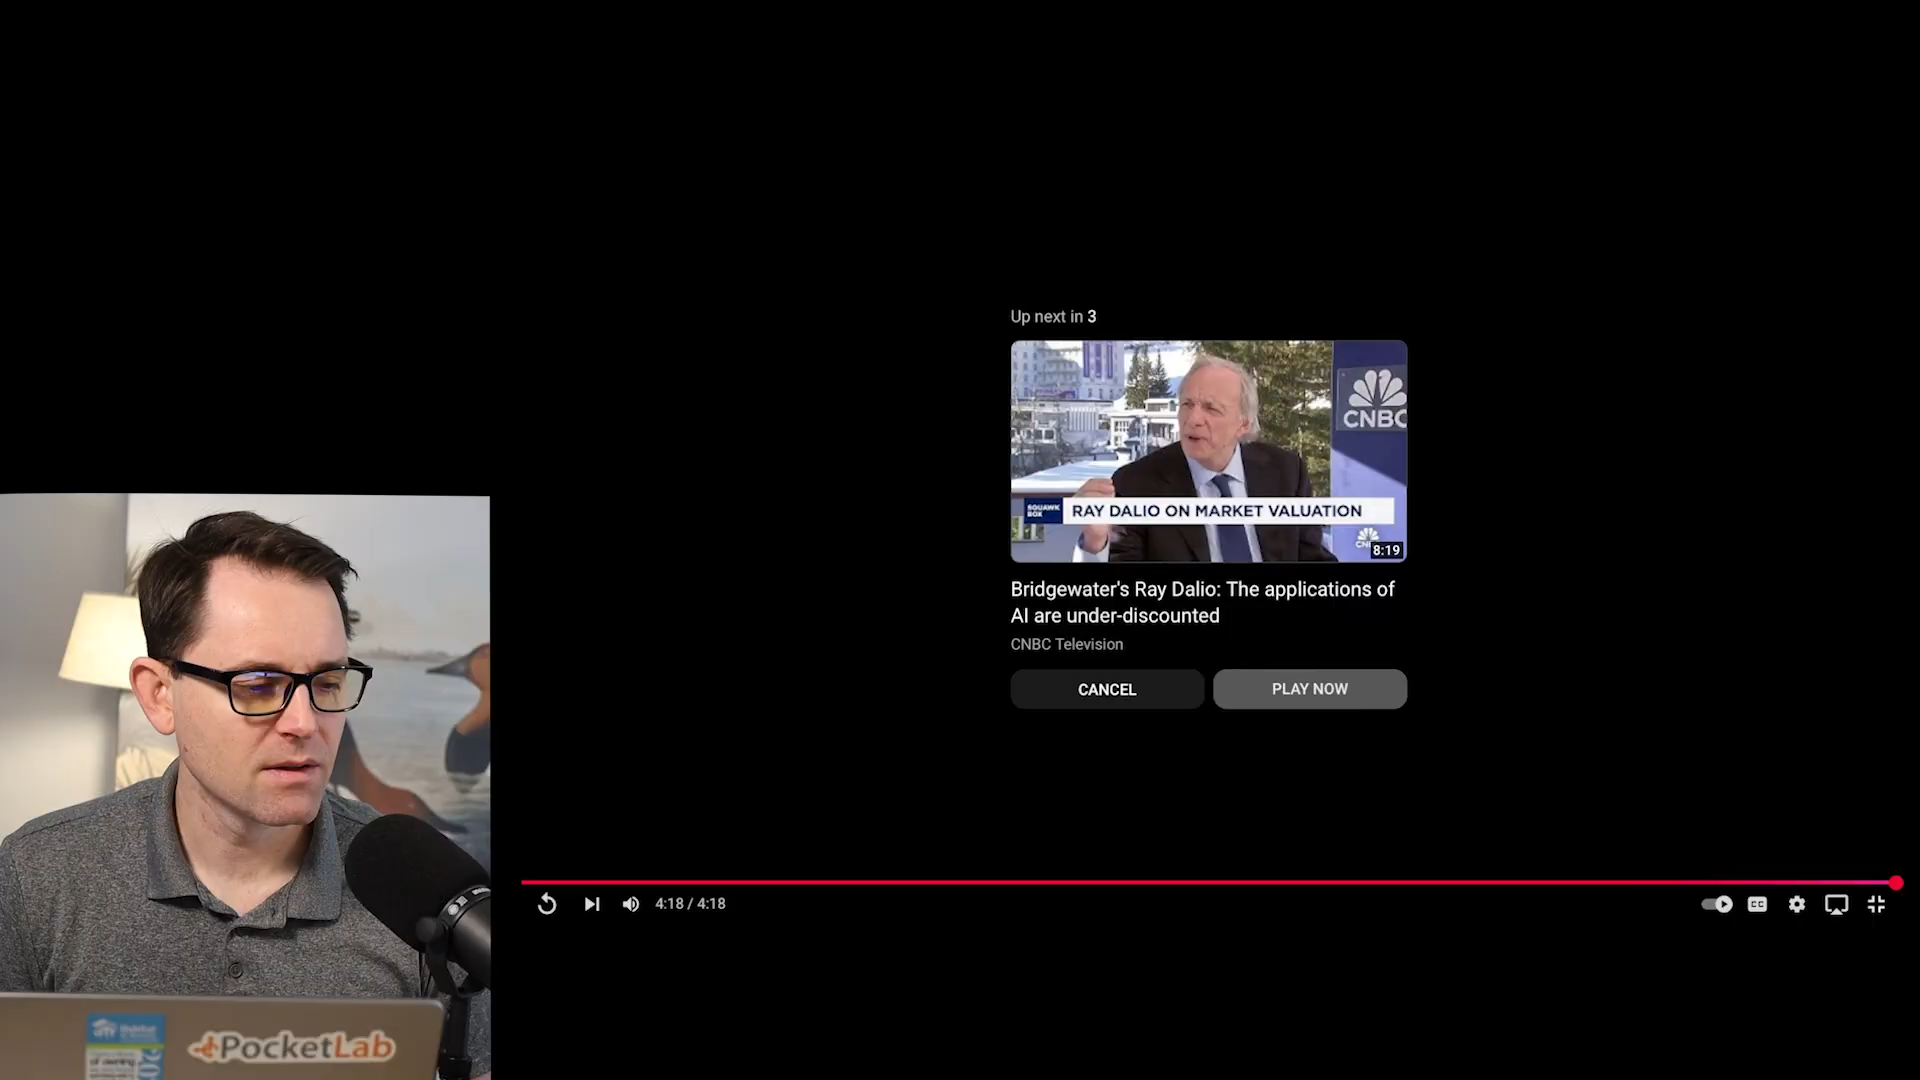 Up next in 3
CNBC
SQUAWK BOX
RAY DALIO ON MARKET VALUATION
8:19
Bridgewater's Ray Dalio: The applications of
AI are under-discounted
CNBC Television
CANCEL
PLAY NOW
4:18 / 4:18
CC
PocketLab